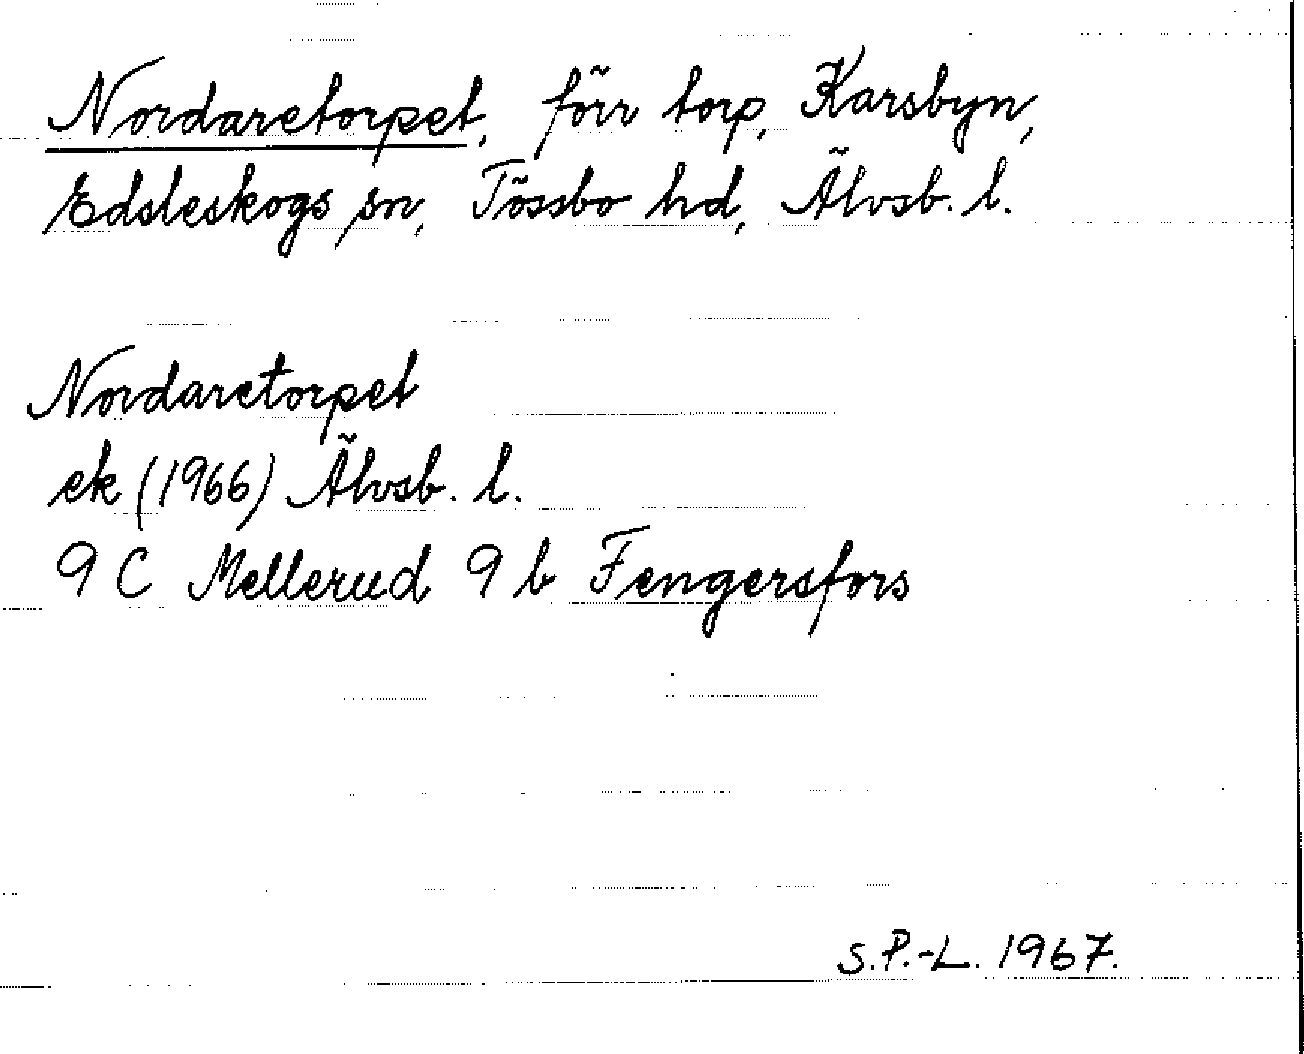 Nordaretorpet, förr torp, Karsbyn,
Edsleskogs sn, Tössbo hd, Älvsb. l.
Nordaretorpet
ek (1966) Älvsb. l.
9 C Mellerud 9 b Fengersfors
S.P.-L. 1967.